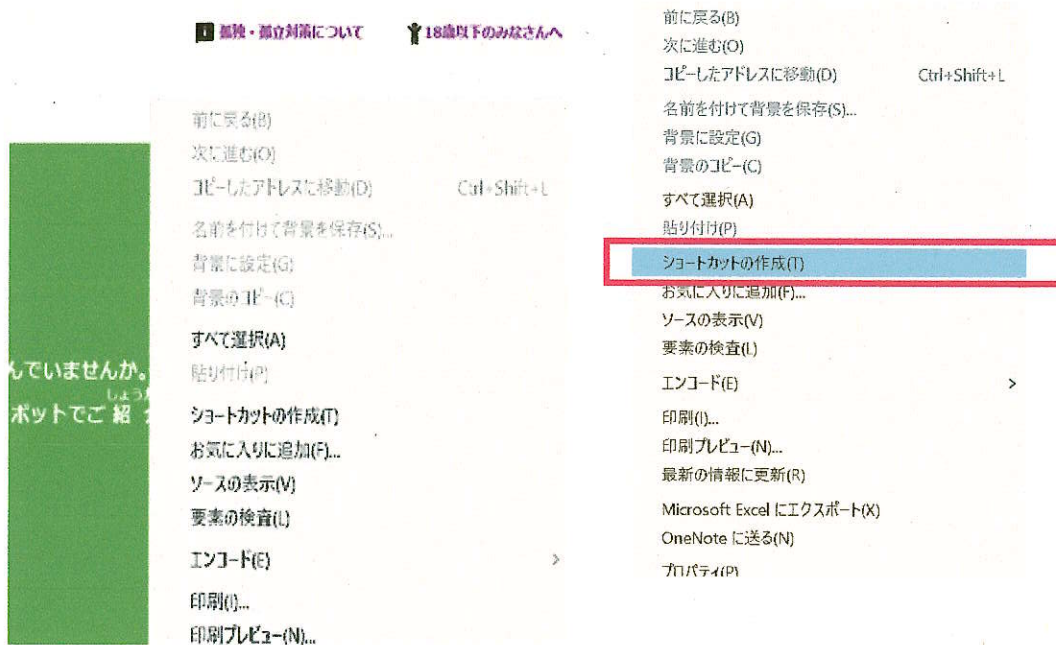 孤独・孤立対策について
18歳以下のみなさんへ
前に戻る(B)
次に進む(O)
コピーしたアドレスに移動(D) Ctrl+Shift+L
名前を付けて背景を保存(S)...
背景に設定(G)
背景のコピー(C)
すべて選択(A)
貼り付け(P)
ショートカットの作成(T)
お気に入りに追加(F)...
ソースの表示(V)
要素の検査(L)
エンコード(E) >
印刷(I)...
印刷プレビュー(N)...
んでいませんか。
しょう
ボットでご紹
前に戻る(B)
次に進む(O)
コピーしたアドレスに移動(D) Ctrl+Shift+L
名前を付けて背景を保存(S)...
背景に設定(G)
背景のコピー(C)
すべて選択(A)
貼り付け(P)
ショートカットの作成(T)
お気に入りに追加(F)...
ソースの表示(V)
要素の検査(L)
エンコード(E) >
印刷(I)...
印刷プレビュー(N)...
最新の情報に更新(R)
Microsoft Excel にエクスポート(X)
OneNote に送る(N)
プロパティ(P)